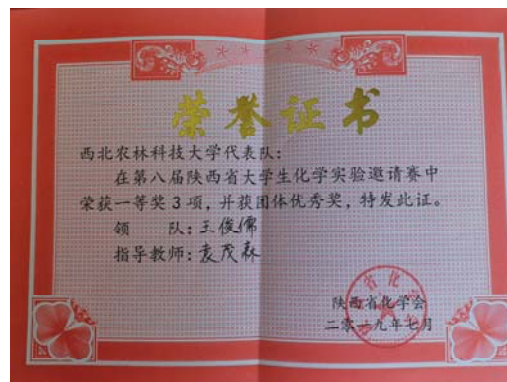 荣誉证书
西北农林科技大学代表队：
在第八届陕西省大学生化学实验邀请赛中
荣获一等奖3项，并获团体优秀奖，特发此证。
领 队：王俊儒
指导教师：袁茂森
陕西省化学会
二零一九年七月